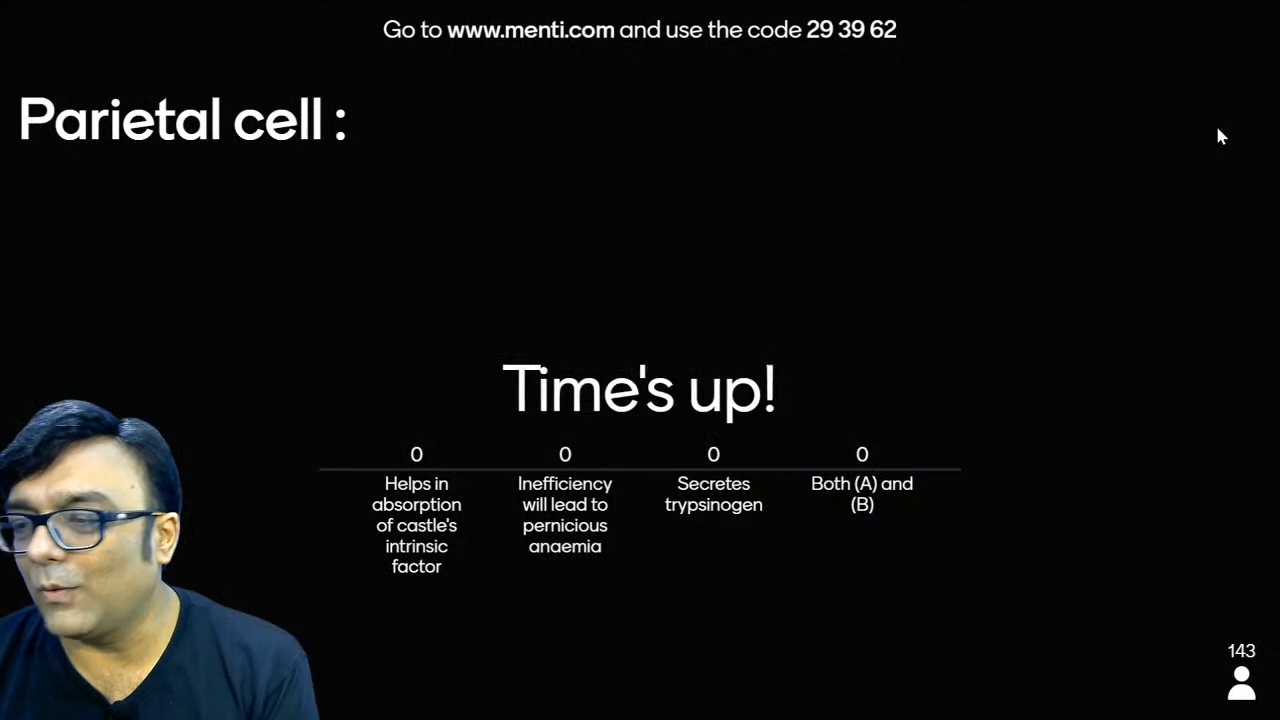 Go to www.menti.com and use the code 29 39 62
Parietal cell :
Time's up!
0
0
0
0
Helps in
absorption
of castle's
intrinsic
factor
Inefficiency
will lead to
pernicious
anaemia
Secretes
trypsinogen
Both (A) and
(B)
143